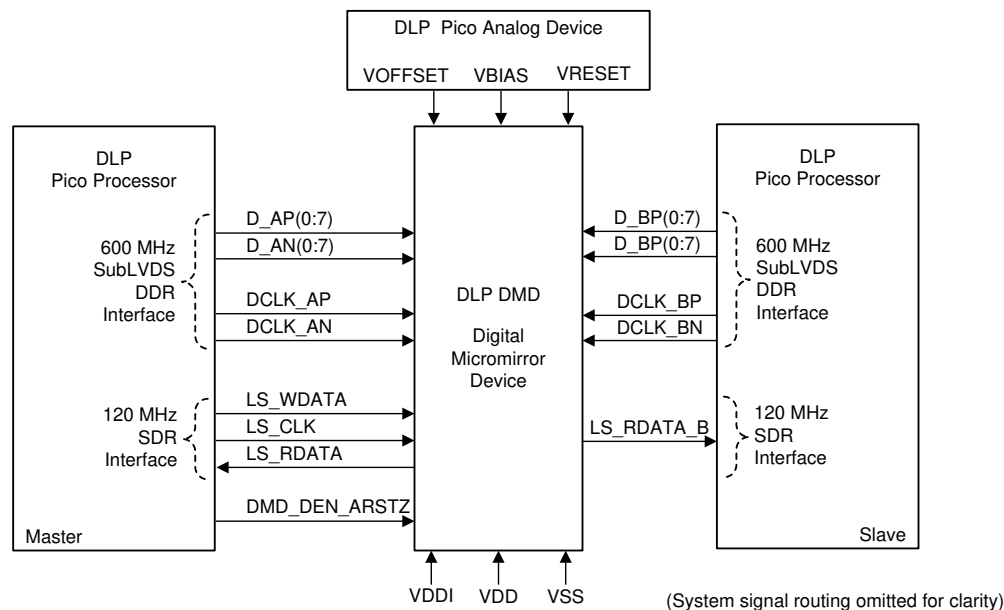 DLP Pico Analog Device
VOFFSET VBIAS VRESET
DLP
Pico Processor
D_AP(0:7)
D_AN(0:7)
600 MHz
SubLVDS
DDR
Interface
DCLK_AP
DCLK_AN
120 MHz
SDR
Interface
LS_WDATA
LS_CLK
LS_RDATA
DMD_DEN_ARSTZ
Master
DLP DMD
Digital
Micromirror
Device
VDDI VDD VSS
DLP
Pico Processor
D_BP(0:7)
D_BP(0:7)
600 MHz
SubLVDS
DDR
Interface
DCLK_BP
DCLK_BN
LS_RDATA_B
120 MHz
SDR
Interface
Slave
(System signal routing omitted for clarity)